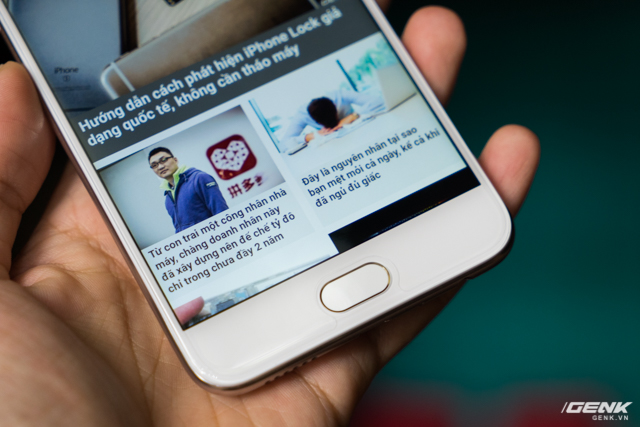 iPhone
Hướng dẫn cách phát hiện iPhone Lock giả
dạng quốc tế, không cần tháo máy
拼多多
Từ con trai một công nhân nhà
máy, chàng doanh nhân này
đã xây dựng nên đế chế tỷ đô
chỉ trong chưa đầy 2 năm
Đây là nguyên nhân tại sao
bạn mệt mỏi cả ngày, kể cả khi
đã ngủ đủ giấc
GENK
GENK.VN